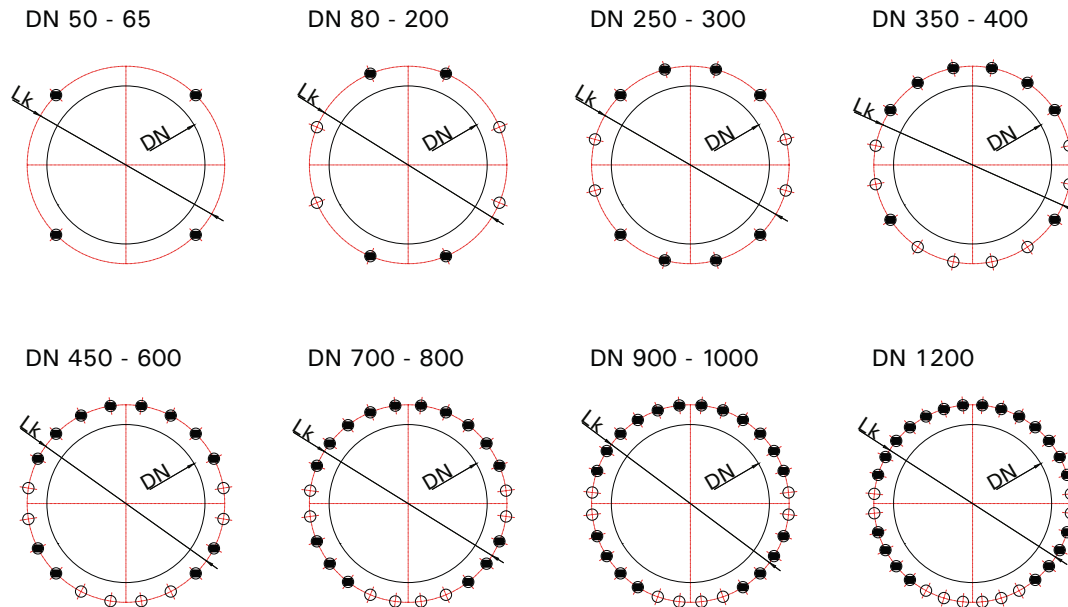 DN 50 - 65
DN 80 - 200
DN 250 - 300
DN 350 - 400
Lk
DN
Lk
DN
Lk
DN
Lk
DN
DN 450 - 600
DN 700 - 800
DN 900 - 1000
DN 1200
Lk
DN
Lk
DN
Lk
DN
Lk
DN